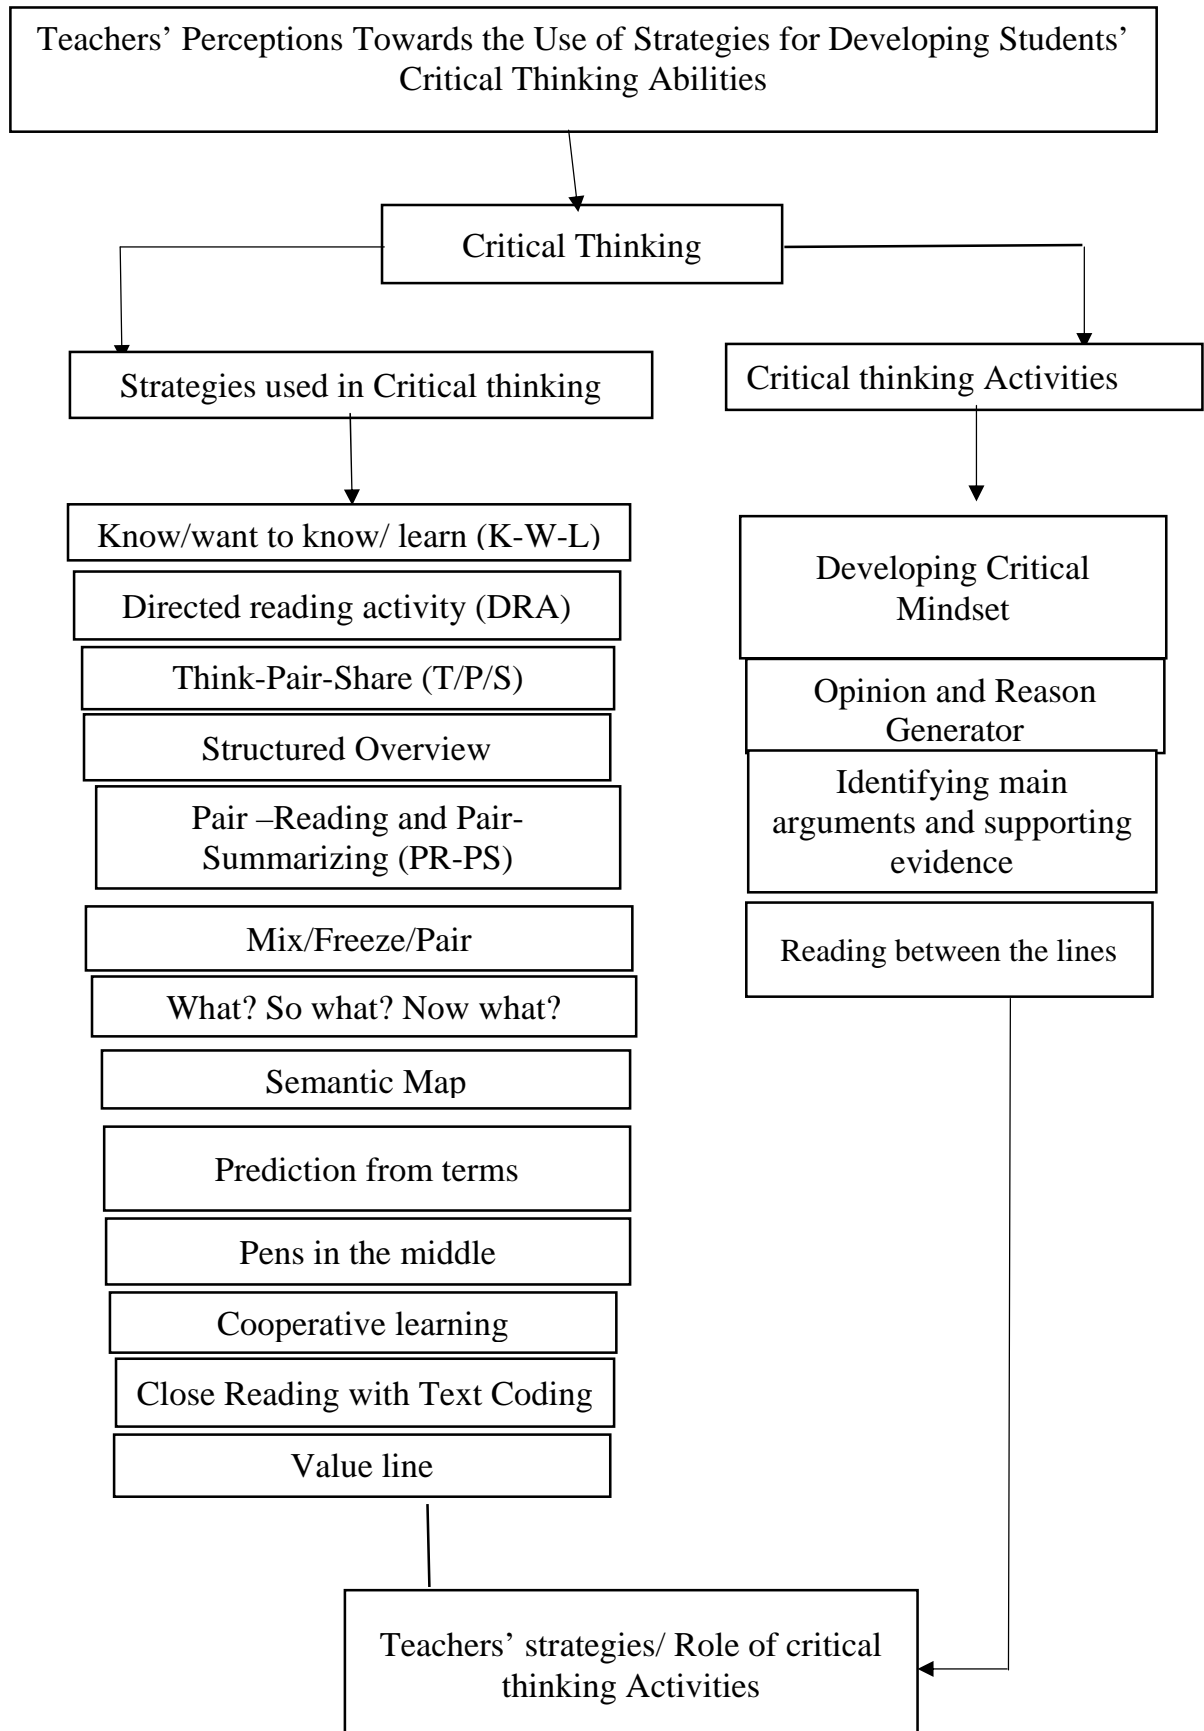 Teachers’ Perceptions Towards the Use of Strategies for Developing Students’
Critical Thinking Abilities
Critical Thinking
Strategies used in Critical thinking
Critical thinking Activities
Know/want to know/ learn (K-W-L)
Directed reading activity (DRA)
Think-Pair-Share (T/P/S)
Structured Overview
Pair –Reading and Pair-
Summarizing (PR-PS)
Mix/Freeze/Pair
What? So what? Now what?
Semantic Map
Prediction from terms
Pens in the middle
Cooperative learning
Close Reading with Text Coding
Value line
Developing Critical
Mindset
Opinion and Reason
Generator
Identifying main
arguments and supporting
evidence
Reading between the lines
Teachers’ strategies/ Role of critical
thinking Activities